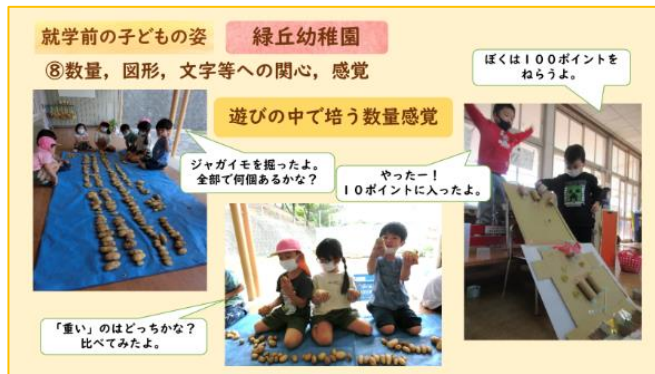 就学前の子どもの姿
緑丘幼稚園
⑧数量，図形，文字等への関心，感覚
遊びの中で培う数量感覚
ぼくは１００ポイントを
ねらうよ。
ジャガイモを掘ったよ。
全部で何個あるかな？
やったー！
１０ポイントに入ったよ。
「重い」のはどっちかな？
比べてみたよ。